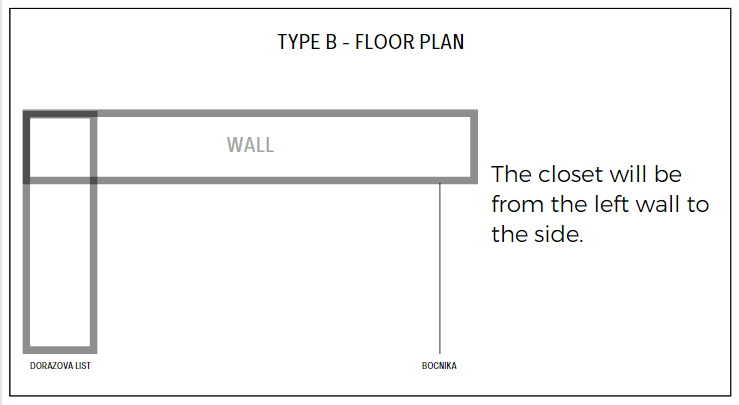 TYPE B - FLOOR PLAN
WALL
The closet will be
from the left wall to
the side.
DORAZOVA LIST
BOCNIKA